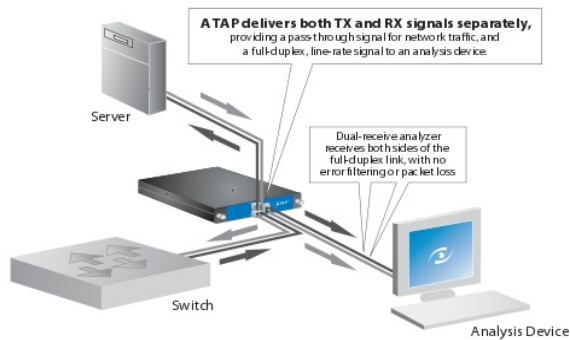 A TAP delivers both TX and RX signals separately,
providing a pass-through signal for network traffic, and
a full-duplex, line-rate signal to an analysis device.
Server
Dual-receive analyzer
receives both sides of the
full-duplex link, with no
error filtering or packet loss
Switch
Analysis Device